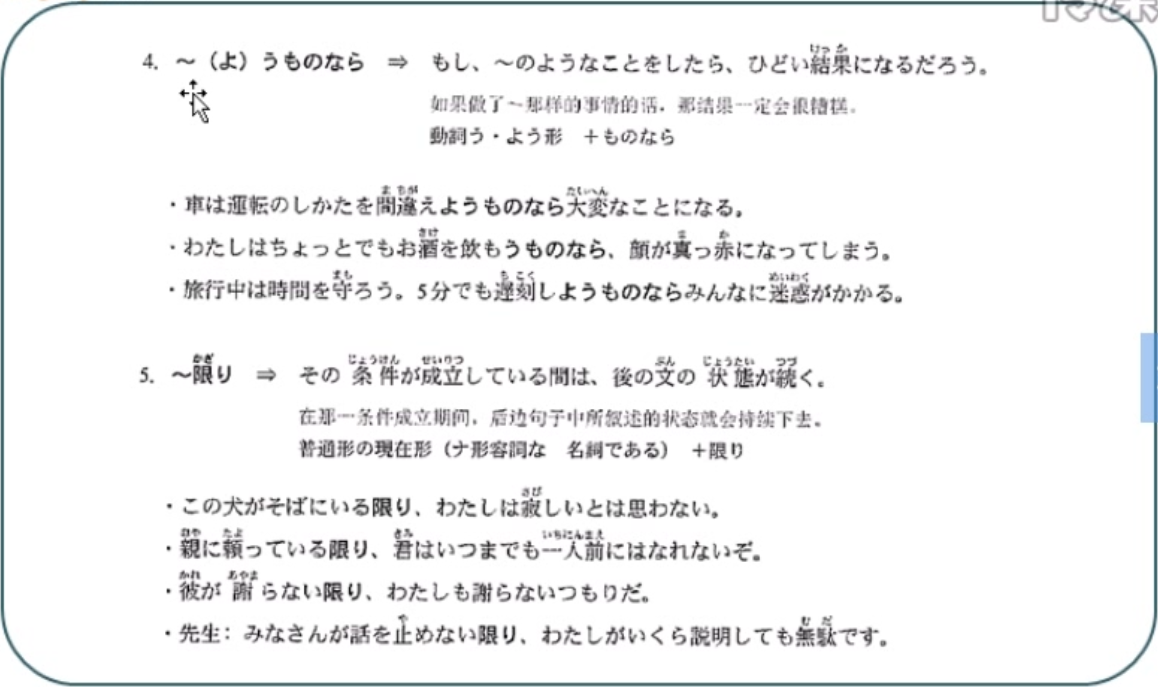 4. ～（よ）うものなら ⇒ もし、～のようなことをしたら、ひどい結果になるだろう。
如果做了～那样的事情的话，那结果一定会很糟糕。
動詞う・よう形 ＋ものなら
・車は運転のしかたを間違えようものなら大変なことになる。
・わたしはちょっとでもお酒を飲もうものなら、顔が真っ赤になってしまう。
・旅行中は時間を守ろう。5分でも遅刻しようものならみんなに迷惑がかかる。
5. ～限り ⇒ その条件が成立している間は、後の文の状態が続く。
在那一条件成立期间，后边句子中所叙述的状态就会持续下去。
普通形の現在形（ナ形容詞な 名詞である）＋限り
・この犬がそばにいる限り、わたしは寂しいとは思わない。
・親に頼っている限り、君はいつまでも一人前にはなれないぞ。
・彼が謝らない限り、わたしも謝らないつもりだ。
・先生：みなさんが話を止めない限り、わたしがいくら説明しても無駄です。